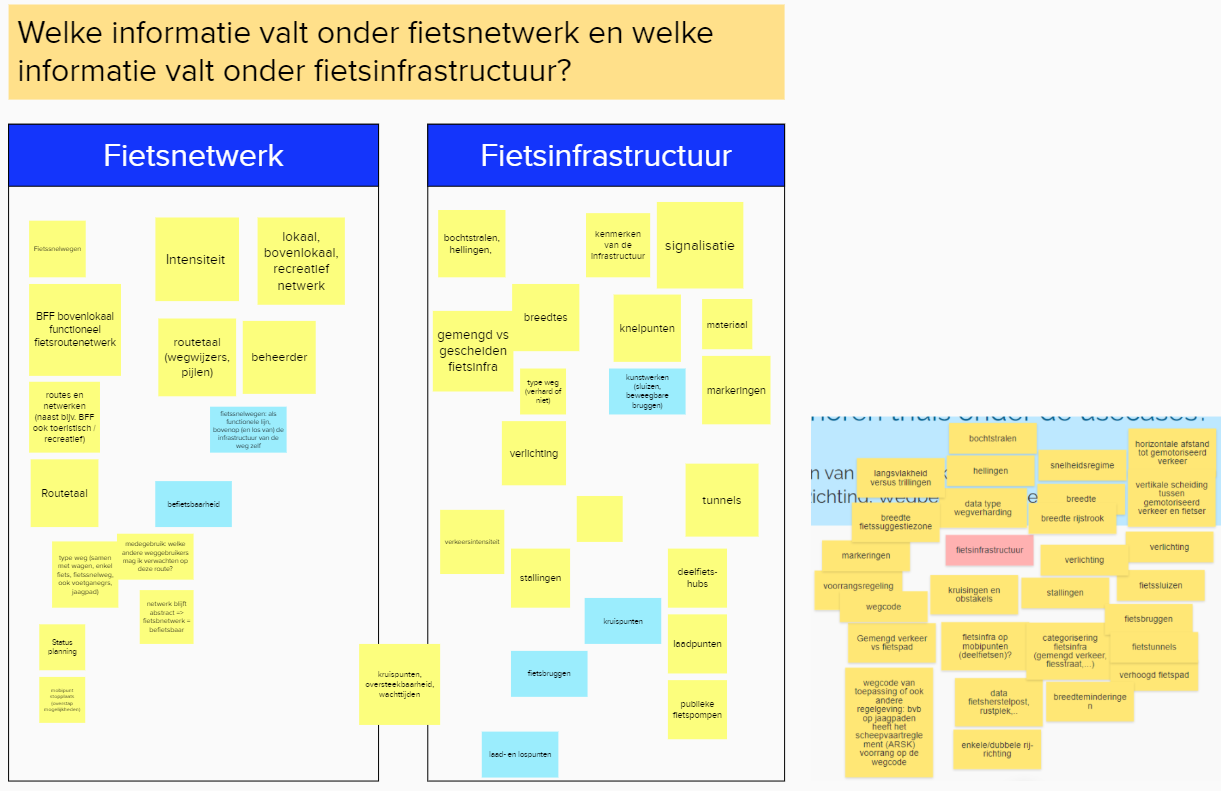 Welke informatie valt onder fietsnetwerk en welke
informatie valt onder fietsinfrastructuur?
Fietsnetwerk
Fietssnelwegen
Intensiteit
lokaal,
bovenlokaal,
recreatief
netwerk
BFF bovenlokaal
functioneel
fietsroutenetwerk
routetaal
(wegwijzers,
pijlen)
beheerder
routes en
netwerken
(naast bijv. BFF
ook toeristisch /
recreatief)
fietssnelwegen: als
functionele lijn,
bovenop (en los van) de
infrastructuur van de
weg zelf
Routetaal
befietsbaarheid
type weg (samen
met wagen, enkel
fiets, fietssnelweg,
ook voetganegrs,
jaagpad)
medegebruik: welke
andere weggebruikers
mag ik verwachten op
deze route?
netwerk blijft
abstract =>
fietsbnetwerk =
befietsbaar
Status
planning
mobipunt
stopplaats
(overstap
mogelijkheden)
kruispunten,
oversteekbaarheid,
wachttijden
Fietsinfrastructuur
bochtstralen,
hellingen,
kenmerken
van de
Infrastructuur
signalisatie
breedtes
gemengd vs
gescheiden
fietsinfra
knelpunten
materiaal
type weg
(verhard of
niet)
kunstwerken
(sluizen,
beweegbare
bruggen)
markeringen
verlichting
tunnels
verkeersintensiteit
stallingen
deelfiets-
hubs
kruispunten
laadpunten
fietsbruggen
publieke
fietspompen
laad- en lospunten
bochtstralen
horizontale afstand
tot gemotoriseerd
verkeer
langsvlakheid
versus trillingen
hellingen
snelheidsregime
vertikale scheiding
tussen
gemotoriseerd
verkeer en fietser
data type
wegverharding
breedte
breedte
fietssuggestiezone
breedte rijstrook
markeringen
fietsinfrastructuur
verlichting
verlichting
voorrangsregeling
wegcode
kruisingen en
obstakels
stallingen
fietssluizen
fietsbruggen
Gemengd verkeer
vs fietspad
fietsinfra op
mobipunten
(deelfietsen)?
categorisering
fietsinfra
(gemengd verkeer,
fiesstraat,...)
fietstunnels
verhoogd fietspad
wegcode van
toepassing of ook
andere
regelgeving: bvb
op jaagpaden
heeft het
scheepvaartregle
ment (ARSK)
voorrang op de
wegcode
data
fietsherstelpost,
rustplek,..
breedteminderinge
n
enkele/dubbele rij-
richting